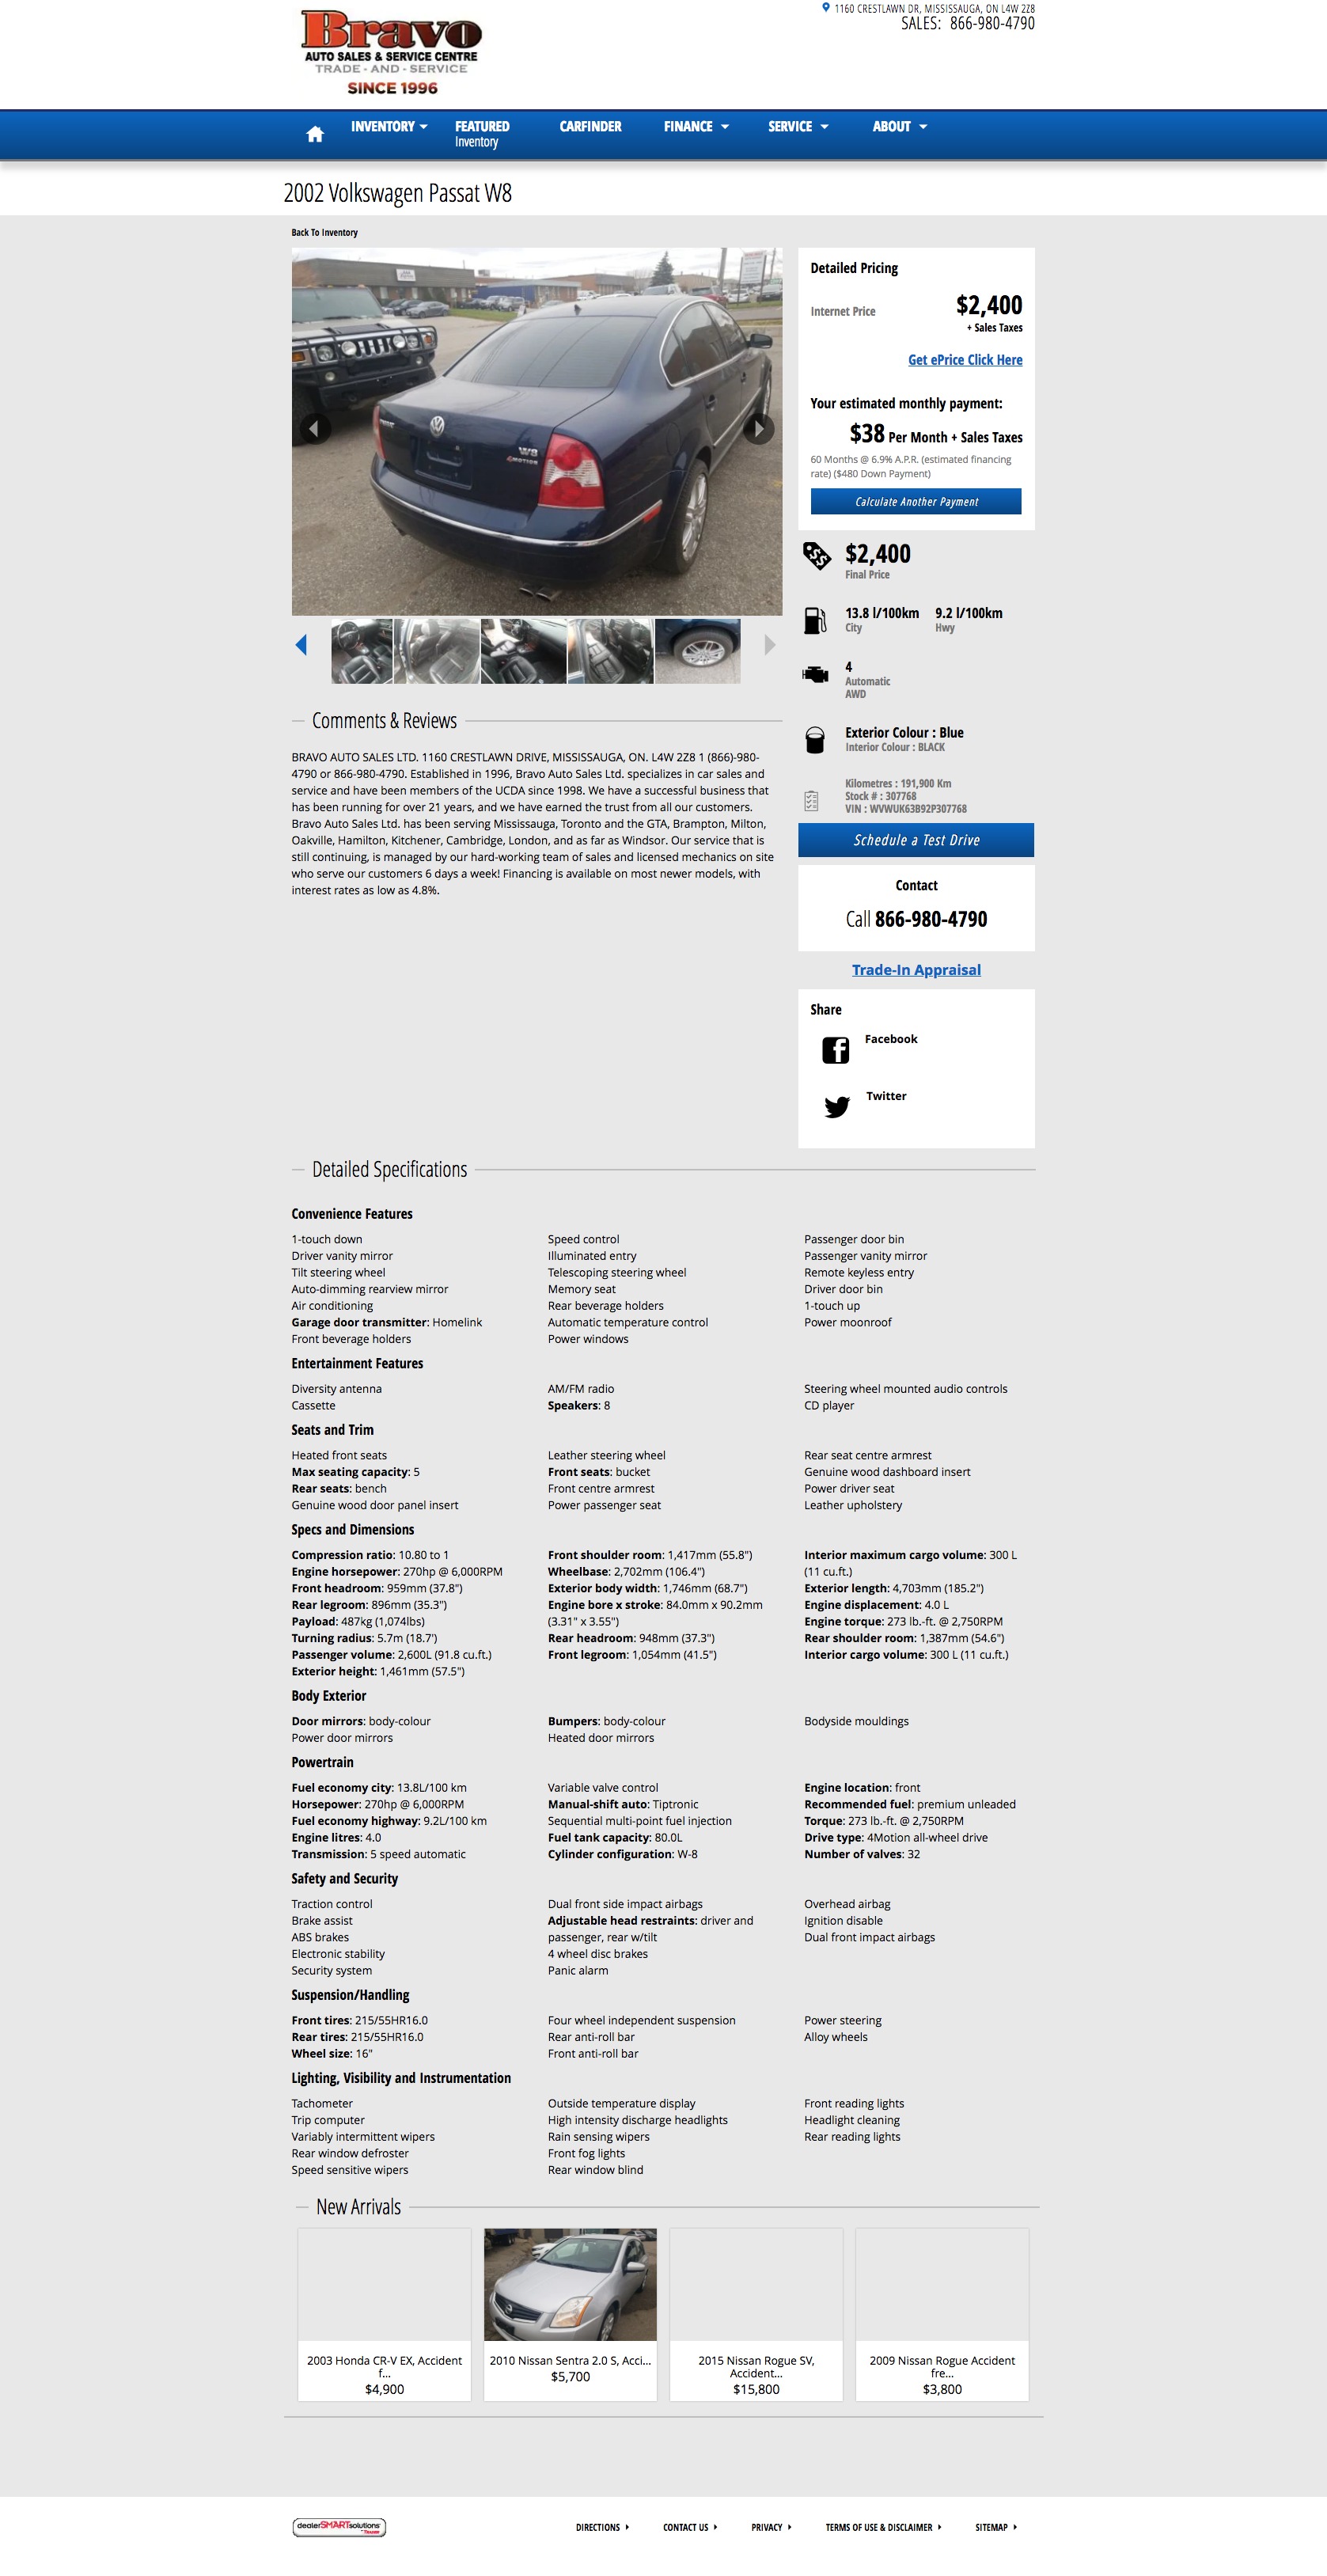 Bravo
AUTO SALES & SERVICE CENTRE
TRADE - AND - SERVICE
SINCE 1996
1160 CRESTLAWN DR, MISSISSAUGA, ON L4W 2Z8
SALES: 866-980-4790
INVENTORY
FEATURED
Inventory
CARFINDER
FINANCE
SERVICE
ABOUT
2002 Volkswagen Passat W8
Back To Inventory
W8
4MOTION
Detailed Pricing
Internet Price
$2,400
+ Sales Taxes
Get ePrice Click Here
Your estimated monthly payment:
$38 Per Month + Sales Taxes
60 Months @ 6.9% A.P.R. (estimated financing
rate) ($480 Down Payment)
Calculate Another Payment
$2,400
Final Price
13.8 l/100km 9.2 l/100km
City Hwy
4
Automatic
AWD
Exterior Colour : Blue
Interior Colour : BLACK
Kilometres : 191,900 Km
Stock # : 307768
VIN : WVWUK63B92P307768
Schedule a Test Drive
Contact
Call 866-980-4790
Trade-In Appraisal
Share
Facebook
Twitter
Comments & Reviews
BRAVO AUTO SALES LTD. 1160 CRESTLAWN DRIVE, MISSISSAUGA, ON. L4W 2Z8 1 (866)-980-
4790 or 866-980-4790. Established in 1996, Bravo Auto Sales Ltd. specializes in car sales and
service and have been members of the UCDA since 1998. We have a successful business that
has been running for over 21 years, and we have earned the trust from all our customers.
Bravo Auto Sales Ltd. has been serving Mississauga, Toronto and the GTA, Brampton, Milton,
Oakville, Hamilton, Kitchener, Cambridge, London, and as far as Windsor. Our service that is
still continuing, is managed by our hard-working team of sales and licensed mechanics on site
who serve our customers 6 days a week! Financing is available on most newer models, with
interest rates as low as 4.8%.
Detailed Specifications
Convenience Features
1-touch down Speed control Passenger door bin
Driver vanity mirror Illuminated entry Passenger vanity mirror
Tilt steering wheel Telescoping steering wheel Remote keyless entry
Auto-dimming rearview mirror Memory seat Driver door bin
Air conditioning Rear beverage holders 1-touch up
Garage door transmitter: Homelink Automatic temperature control Power moonroof
Front beverage holders Power windows
Entertainment Features
Diversity antenna AM/FM radio Steering wheel mounted audio controls
Cassette Speakers: 8 CD player
Seats and Trim
Heated front seats Leather steering wheel Rear seat centre armrest
Max seating capacity: 5 Front seats: bucket Genuine wood dashboard insert
Rear seats: bench Front centre armrest Power driver seat
Genuine wood door panel insert Power passenger seat Leather upholstery
Specs and Dimensions
Compression ratio: 10.80 to 1 Front shoulder room: 1,417mm (55.8") Interior maximum cargo volume: 300 L
Engine horsepower: 270hp @ 6,000RPM Wheelbase: 2,702mm (106.4") (11 cu.ft.)
Front headroom: 959mm (37.8") Exterior body width: 1,746mm (68.7") Exterior length: 4,703mm (185.2")
Rear legroom: 896mm (35.3") Engine bore x stroke: 84.0mm x 90.2mm Engine displacement: 4.0 L
Payload: 487kg (1,074lbs) (3.31" x 3.55") Engine torque: 273 lb.-ft. @ 2,750RPM
Turning radius: 5.7m (18.7') Rear headroom: 948mm (37.3") Rear shoulder room: 1,387mm (54.6")
Passenger volume: 2,600L (91.8 cu.ft.) Front legroom: 1,054mm (41.5") Interior cargo volume: 300 L (11 cu.ft.)
Exterior height: 1,461mm (57.5")
Body Exterior
Door mirrors: body-colour Bumpers: body-colour Bodyside mouldings
Power door mirrors Heated door mirrors
Powertrain
Fuel economy city: 13.8L/100 km Variable valve control Engine location: front
Horsepower: 270hp @ 6,000RPM Manual-shift auto: Tiptronic Recommended fuel: premium unleaded
Fuel economy highway: 9.2L/100 km Sequential multi-point fuel injection Torque: 273 lb.-ft. @ 2,750RPM
Engine litres: 4.0 Fuel tank capacity: 80.0L Drive type: 4Motion all-wheel drive
Transmission: 5 speed automatic Cylinder configuration: W-8 Number of valves: 32
Safety and Security
Traction control Dual front side impact airbags Overhead airbag
Brake assist Adjustable head restraints: driver and Ignition disable
ABS brakes passenger, rear w/tilt Dual front impact airbags
Electronic stability 4 wheel disc brakes
Security system Panic alarm
Suspension/Handling
Front tires: 215/55HR16.0 Four wheel independent suspension Power steering
Rear tires: 215/55HR16.0 Rear anti-roll bar Alloy wheels
Wheel size: 16" Front anti-roll bar
Lighting, Visibility and Instrumentation
Tachometer Outside temperature display Front reading lights
Trip computer High intensity discharge headlights Headlight cleaning
Variably intermittent wipers Rain sensing wipers Rear reading lights
Rear window defroster Front fog lights
Speed sensitive wipers Rear window blind
New Arrivals
2003 Honda CR-V EX, Accident
f...
$4,900
2010 Nissan Sentra 2.0 S, Acci...
$5,700
2015 Nissan Rogue SV,
Accident...
$15,800
2009 Nissan Rogue Accident
fre...
$3,800
dealerSMARTsolutions
DIRECTIONS CONTACT US PRIVACY TERMS OF USE & DISCLAIMER SITEMAP